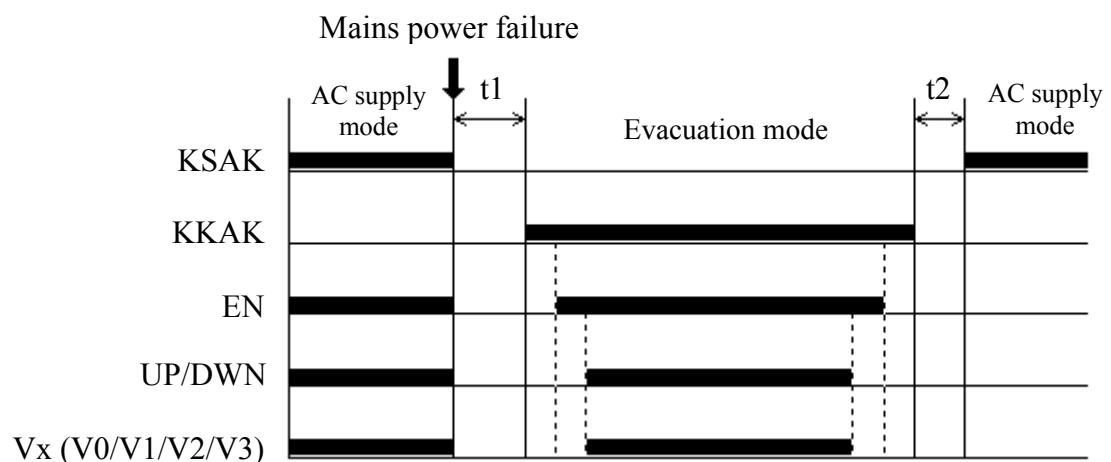 Mains power failure
AC supply
mode
t1
Evacuation mode
t2
AC supply
mode
KSAK
KKAK
EN
UP/DWN
Vx (V0/V1/V2/V3)